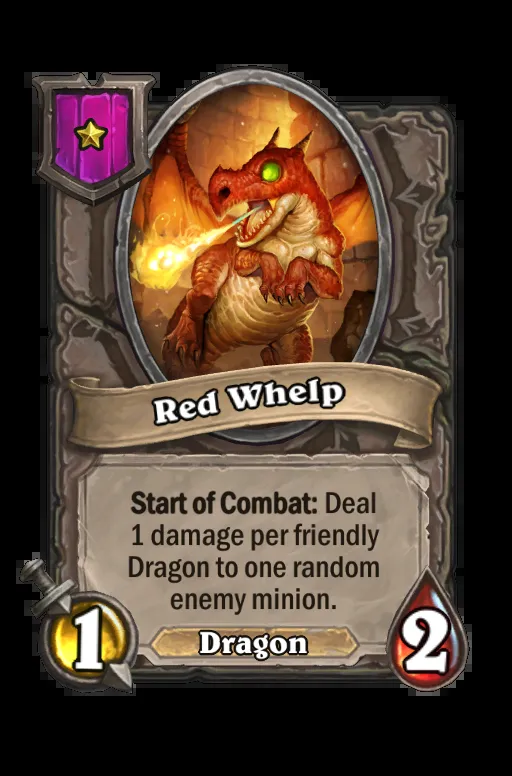 Red Whelp
Start of Combat: Deal
1 damage per friendly
Dragon to one random
enemy minion.
1
Dragon
2